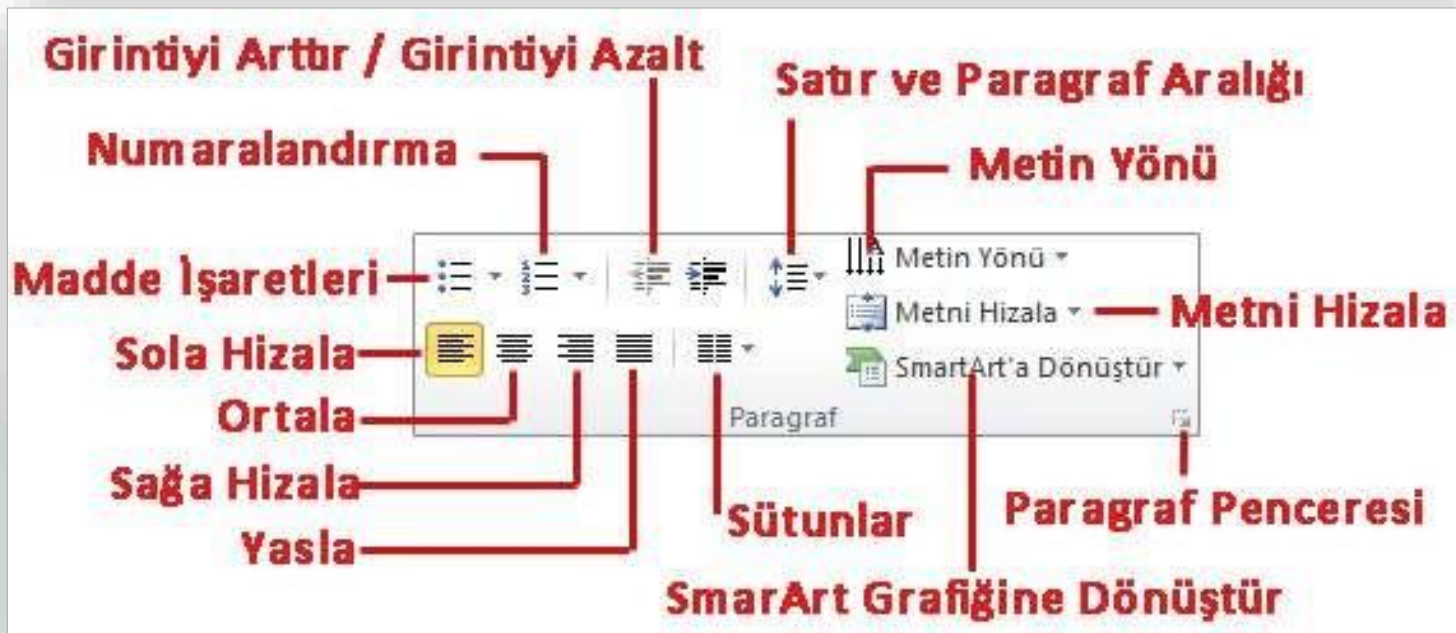 Girintiyi Arttır / Girintiyi Azalt
Satır ve Paragraf Aralığı
Numaralandırma
Metin Yönü
Metin Yönü
Madde İşaretleri
Metni Hizala
Metni Hizala
Sola Hizala
SmartArt'a Dönüştür
Ortala
Paragraf
Sağa Hizala
Paragraf Penceresi
Sütunlar
Yasla
SmarArt Grafiğine Dönüştür